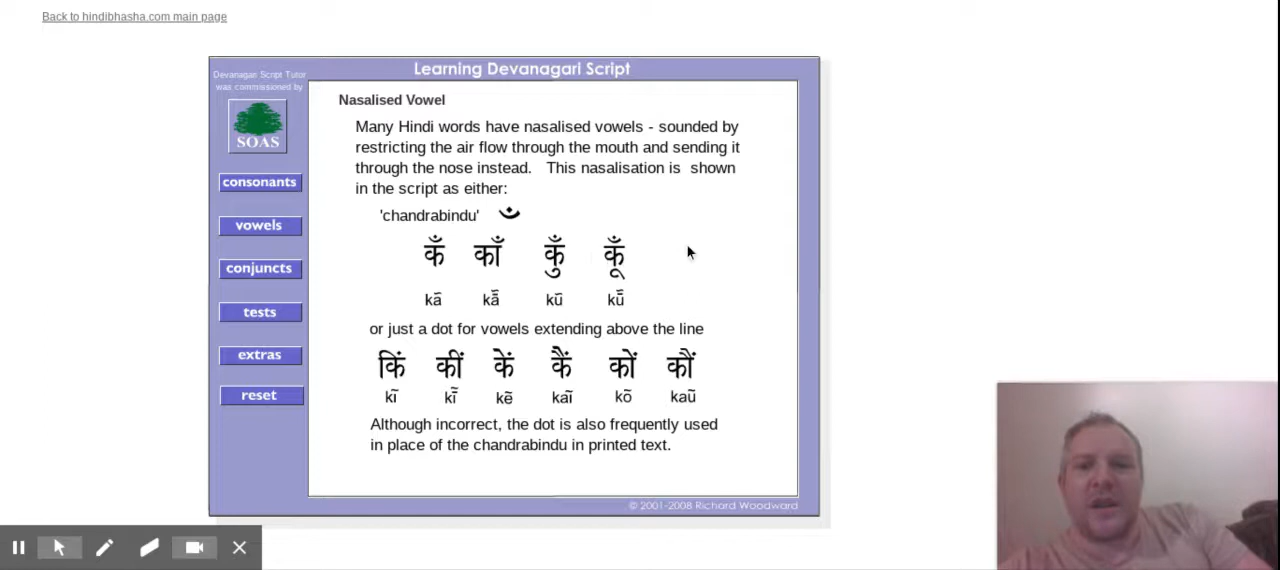 Back to hindibhasha.com main page
Learning Devanagari Script
Devanagari Script Tutor
was commissioned by
SOAS
consonants
vowels
conjuncts
tests
extras
reset
Nasalised Vowel
Many Hindi words have nasalised vowels - sounded by
restricting the air flow through the mouth and sending it
through the nose instead. This nasalisation is shown
in the script as either:
'chandrabindu' ँ
कँ काँ कुँ कूँ
kã kā̃ kũ kū̃
or just a dot for vowels extending above the line
किं कीं कें कैं कों कौं
kĩ kī̃ kẽ kaĩ kõ kaũ
Although incorrect, the dot is also frequently used
in place of the chandrabindu in printed text.
© 2001-2008 Richard Woodward